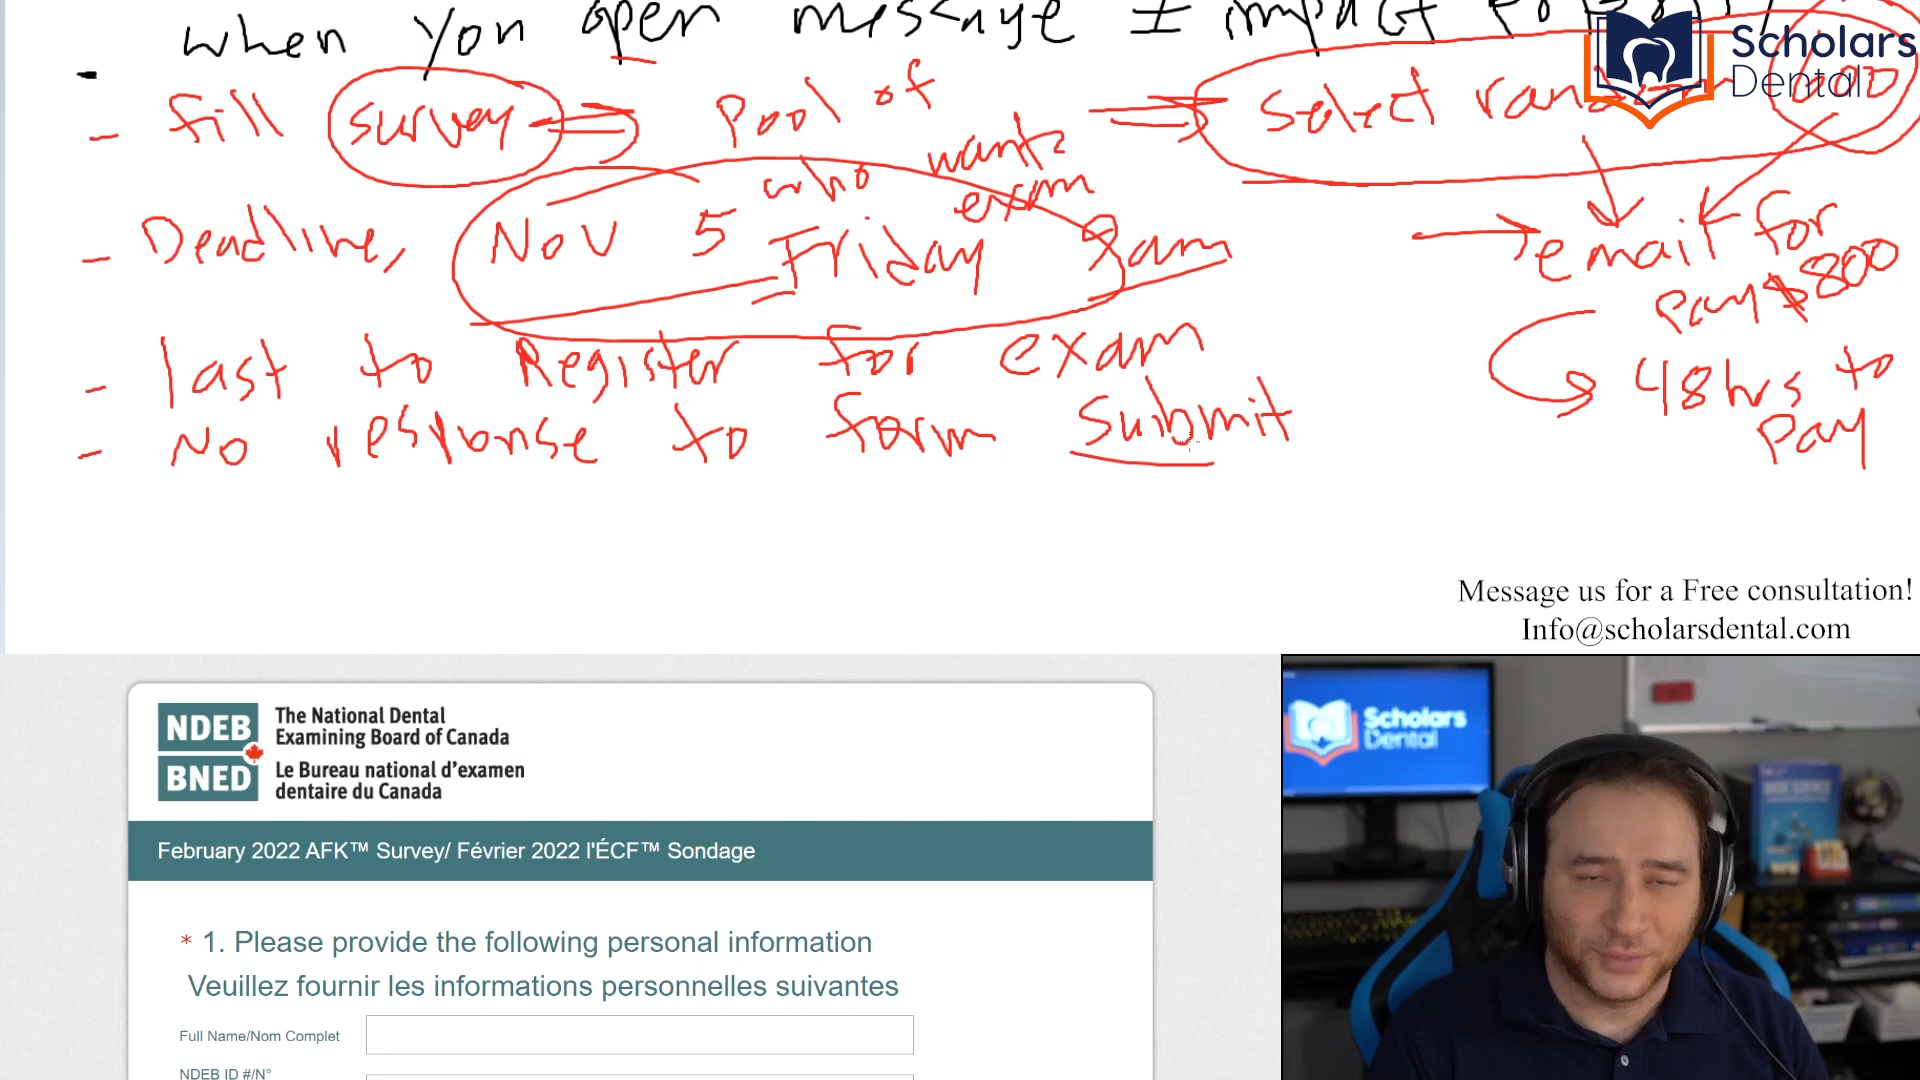 - when you open message I impact
- fill survey => Pool of who wants exam => Select random 600
- Deadline, Nov 5 Friday 9am
→ email for pay $800
48hrs to pay
- last to Register for exam
- No response to form submit
Scholars
Dental
Message us for a Free consultation!
Info@scholarsdental.com
NDEB
BNED
The National Dental
Examining Board of Canada
Le Bureau national d'examen
dentaire du Canada
February 2022 AFK™ Survey/ Février 2022 l'ÉCF™ Sondage
* 1. Please provide the following personal information
Veuillez fournir les informations personnelles suivantes
Full Name/Nom Complet
NDEB ID #/N°
Scholars
Dental